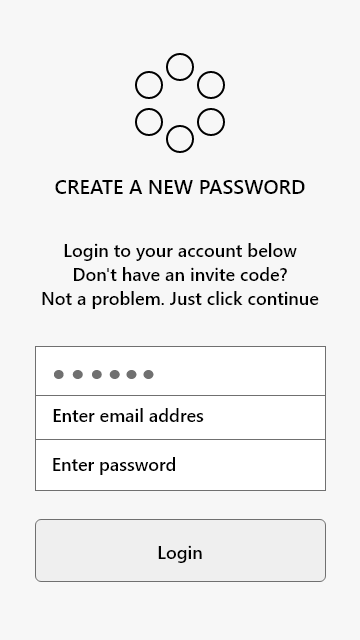 CREATE A NEW PASSWORD
Login to your account below
Don't have an invite code?
Not a problem. Just click continue
Enter email addres
Enter password
Login